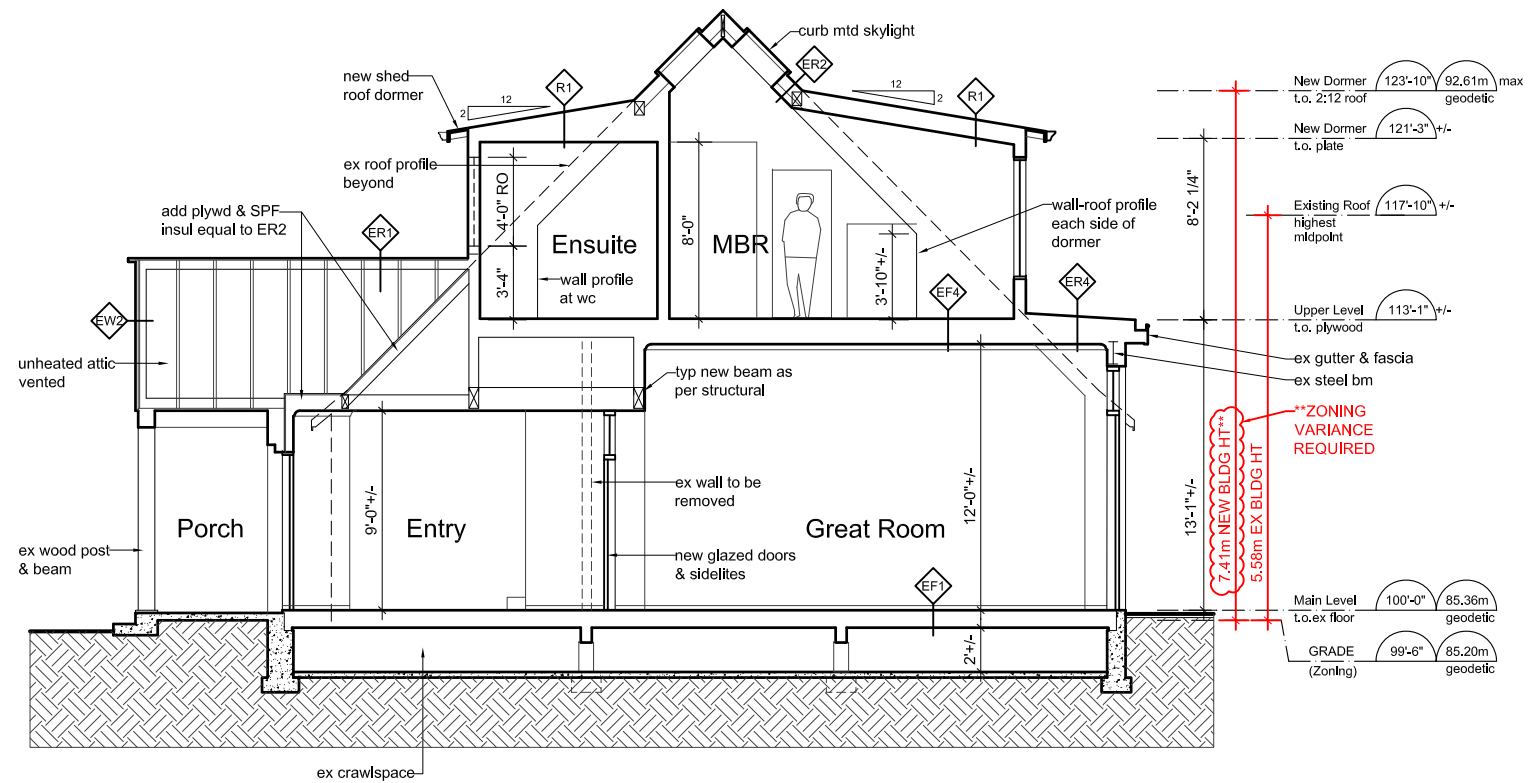 curb mtd skylight
new shed
roof dormer
R1
ER2
R1
12
2
12
2
New Dormer
t.o. 2:12 roof
123'-10"
92.61m
max
geodetic
New Dormer
t.o. plate
121'-3"
+/-
ex roof profile
beyond
4'-0" RO
3'-4"
Ensuite
wall profile
at wc
8'-0"
MBR
3'-10"+/-
wall-roof profile
each side of
dormer
8'-2 1/4"
Existing Roof
highest
midpoint
117'-10"
+/-
add plywd & SPF
insul equal to ER2
ER1
EW2
EF4
ER4
Upper Level
t.o. plywood
113'-1"
+/-
unheated attic
vented
typ new beam as
per structural
ex gutter & fascia
ex steel bm
**ZONING
VARIANCE
REQUIRED
7.41m NEW BLDG HT**
5.58m EX BLDG HT
13'-1"+/-
ex wall to be
removed
9'-0"+/-
12'-0"+/-
Porch
Entry
Great Room
ex wood post
& beam
new glazed doors
& sidelites
EF1
2'+/-
Main Level
t.o.ex floor
100'-0"
85.36m
geodetic
GRADE
(Zoning)
99'-6"
85.20m
geodetic
ex crawlspace